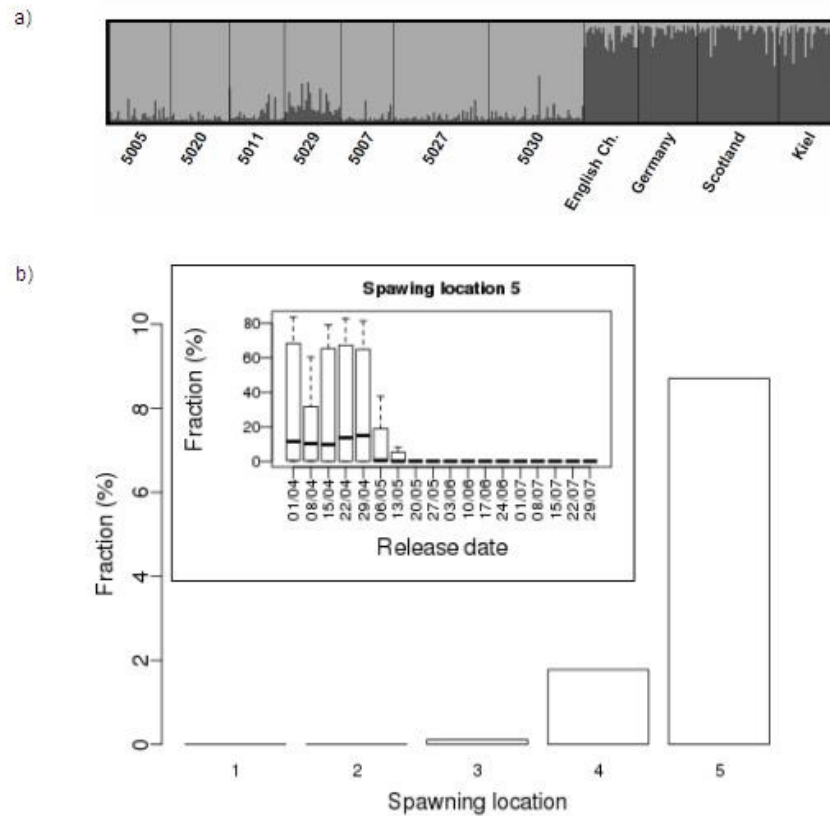 a)
5005 5020 5011 5029 5007 5027 5030 English Ch. Germany Scotland Kiel
b)
Spawing location 5
Fraction (%)
80
60
40
20
0
01/04 08/04 15/04 22/04 29/04 06/05 13/05 20/05 27/05 03/06 10/06 17/06 24/06 01/07 08/07 15/07 22/07 29/07
Release date
Fraction (%)
10
8
6
4
2
0
1 2 3 4 5
Spawning location